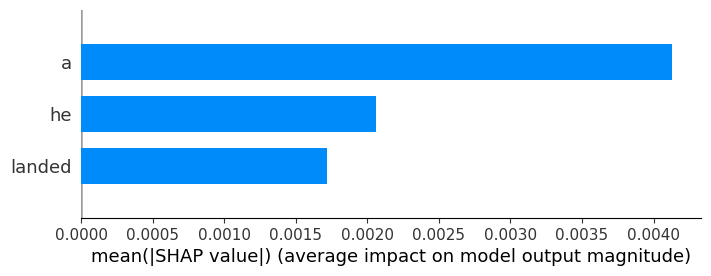 a
he
landed
0.0000 0.0005 0.0010 0.0015 0.0020 0.0025 0.0030 0.0035 0.0040
mean(|SHAP value|) (average impact on model output magnitude)